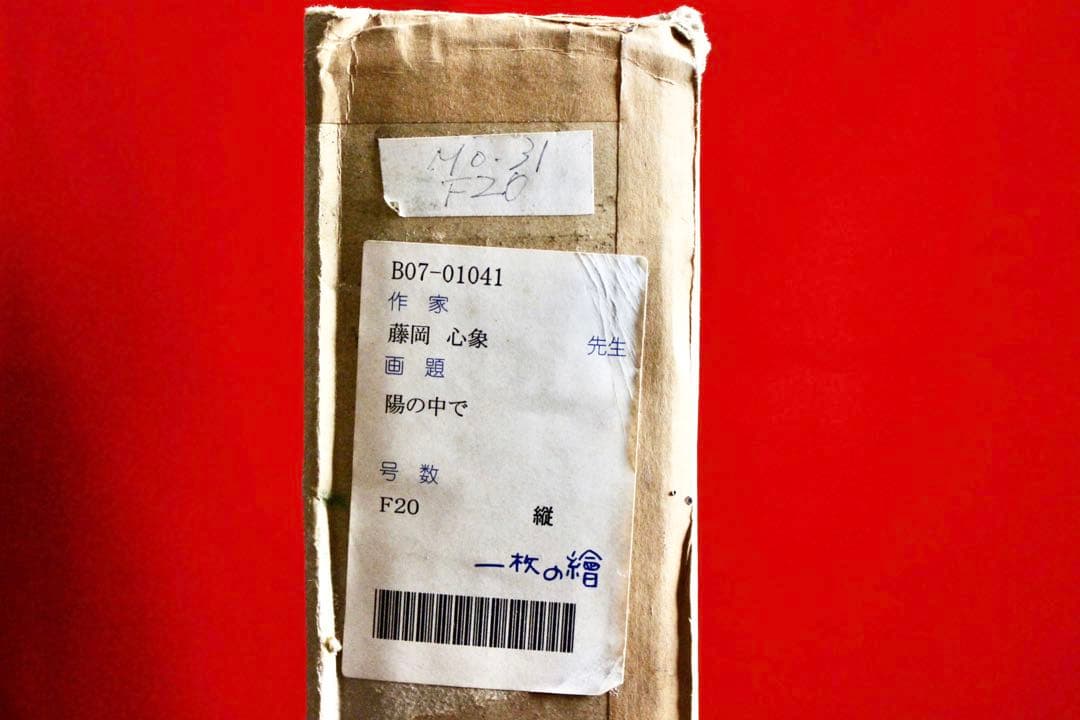 MO.31
F20
B07-01041
作家
藤岡 心象 先生
画題
陽の中で
号数
F20 縦
一枚の繪